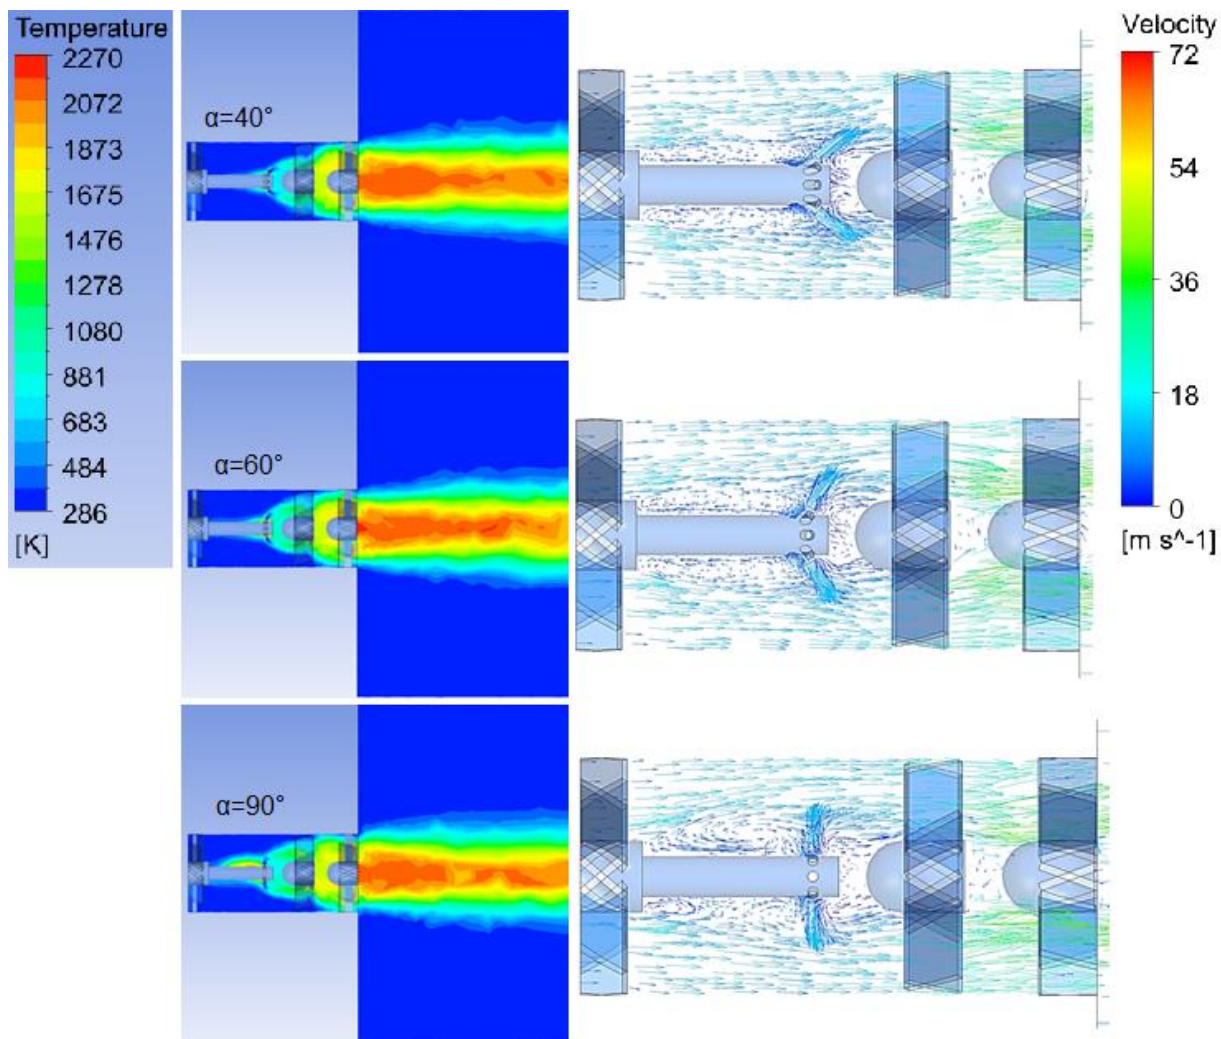 Temperature
2270
2072
1873
1675
1476
1278
1080
881
683
484
286
[K]
α=40°
α=60°
α=90°
Velocity
72
54
36
18
0
[m s^-1]